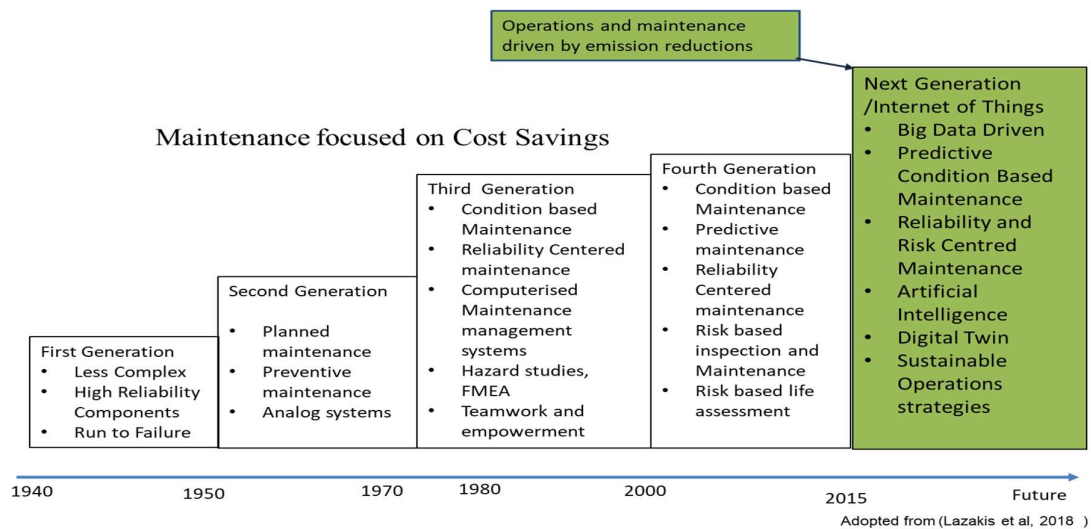 Operations and maintenance
driven by emission reductions
Maintenance focused on Cost Savings
First Generation
• Less Complex
• High Reliability
Components
• Run to Failure
Second Generation
• Planned
maintenance
• Preventive
maintenance
• Analog systems
Third Generation
• Condition based
Maintenance
• Reliability Centered
maintenance
• Computerised
Maintenance
management
systems
• Hazard studies,
FMEA
• Teamwork and
empowerment
Fourth Generation
• Condition based
Maintenance
• Predictive
maintenance
• Reliability
Centered
maintenance
• Risk based
inspection and
Maintenance
• Risk based life
assessment
Next Generation
/Internet of Things
• Big Data Driven
• Predictive
Condition Based
Maintenance
• Reliability and
Risk Centred
Maintenance
• Artificial
Intelligence
• Digital Twin
• Sustainable
Operations
strategies
1940 1950 1970 1980 2000 2015 Future
Adopted from (Lazakis et al, 2018 )